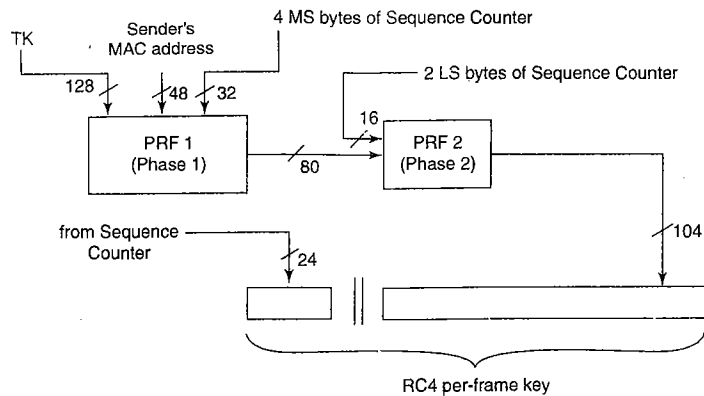 4 MS bytes of Sequence Counter
Sender's
MAC address
TK
2 LS bytes of Sequence Counter
128
48
32
16
PRF 1
(Phase 1)
PRF 2
(Phase 2)
80
from Sequence
Counter
24
104
RC4 per-frame key